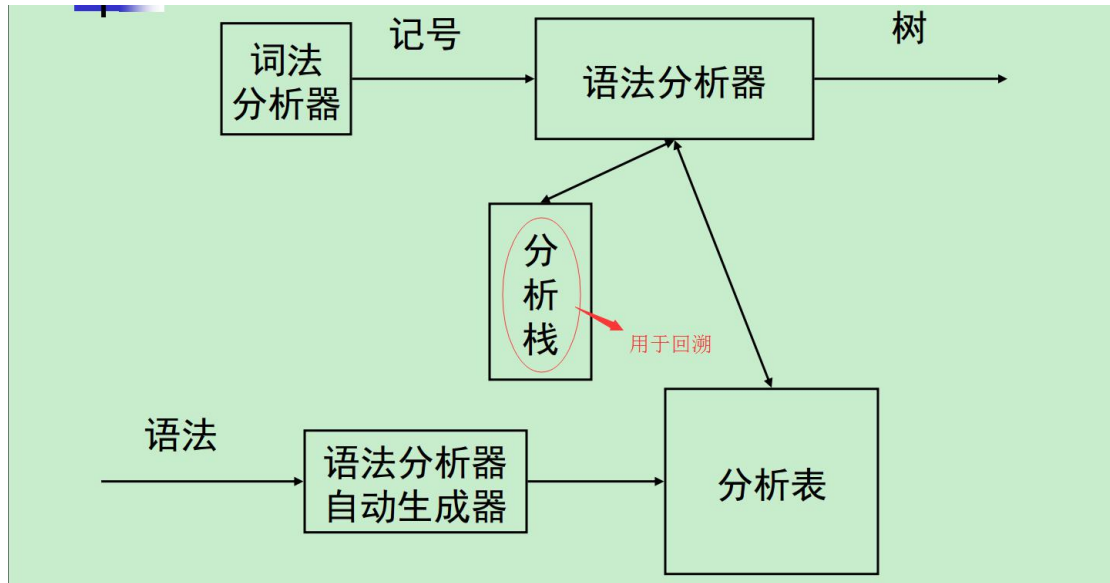 记号
树
词法
分析器
语法分析器
分
析
栈
用于回溯
语法
语法分析器
自动生成器
分析表